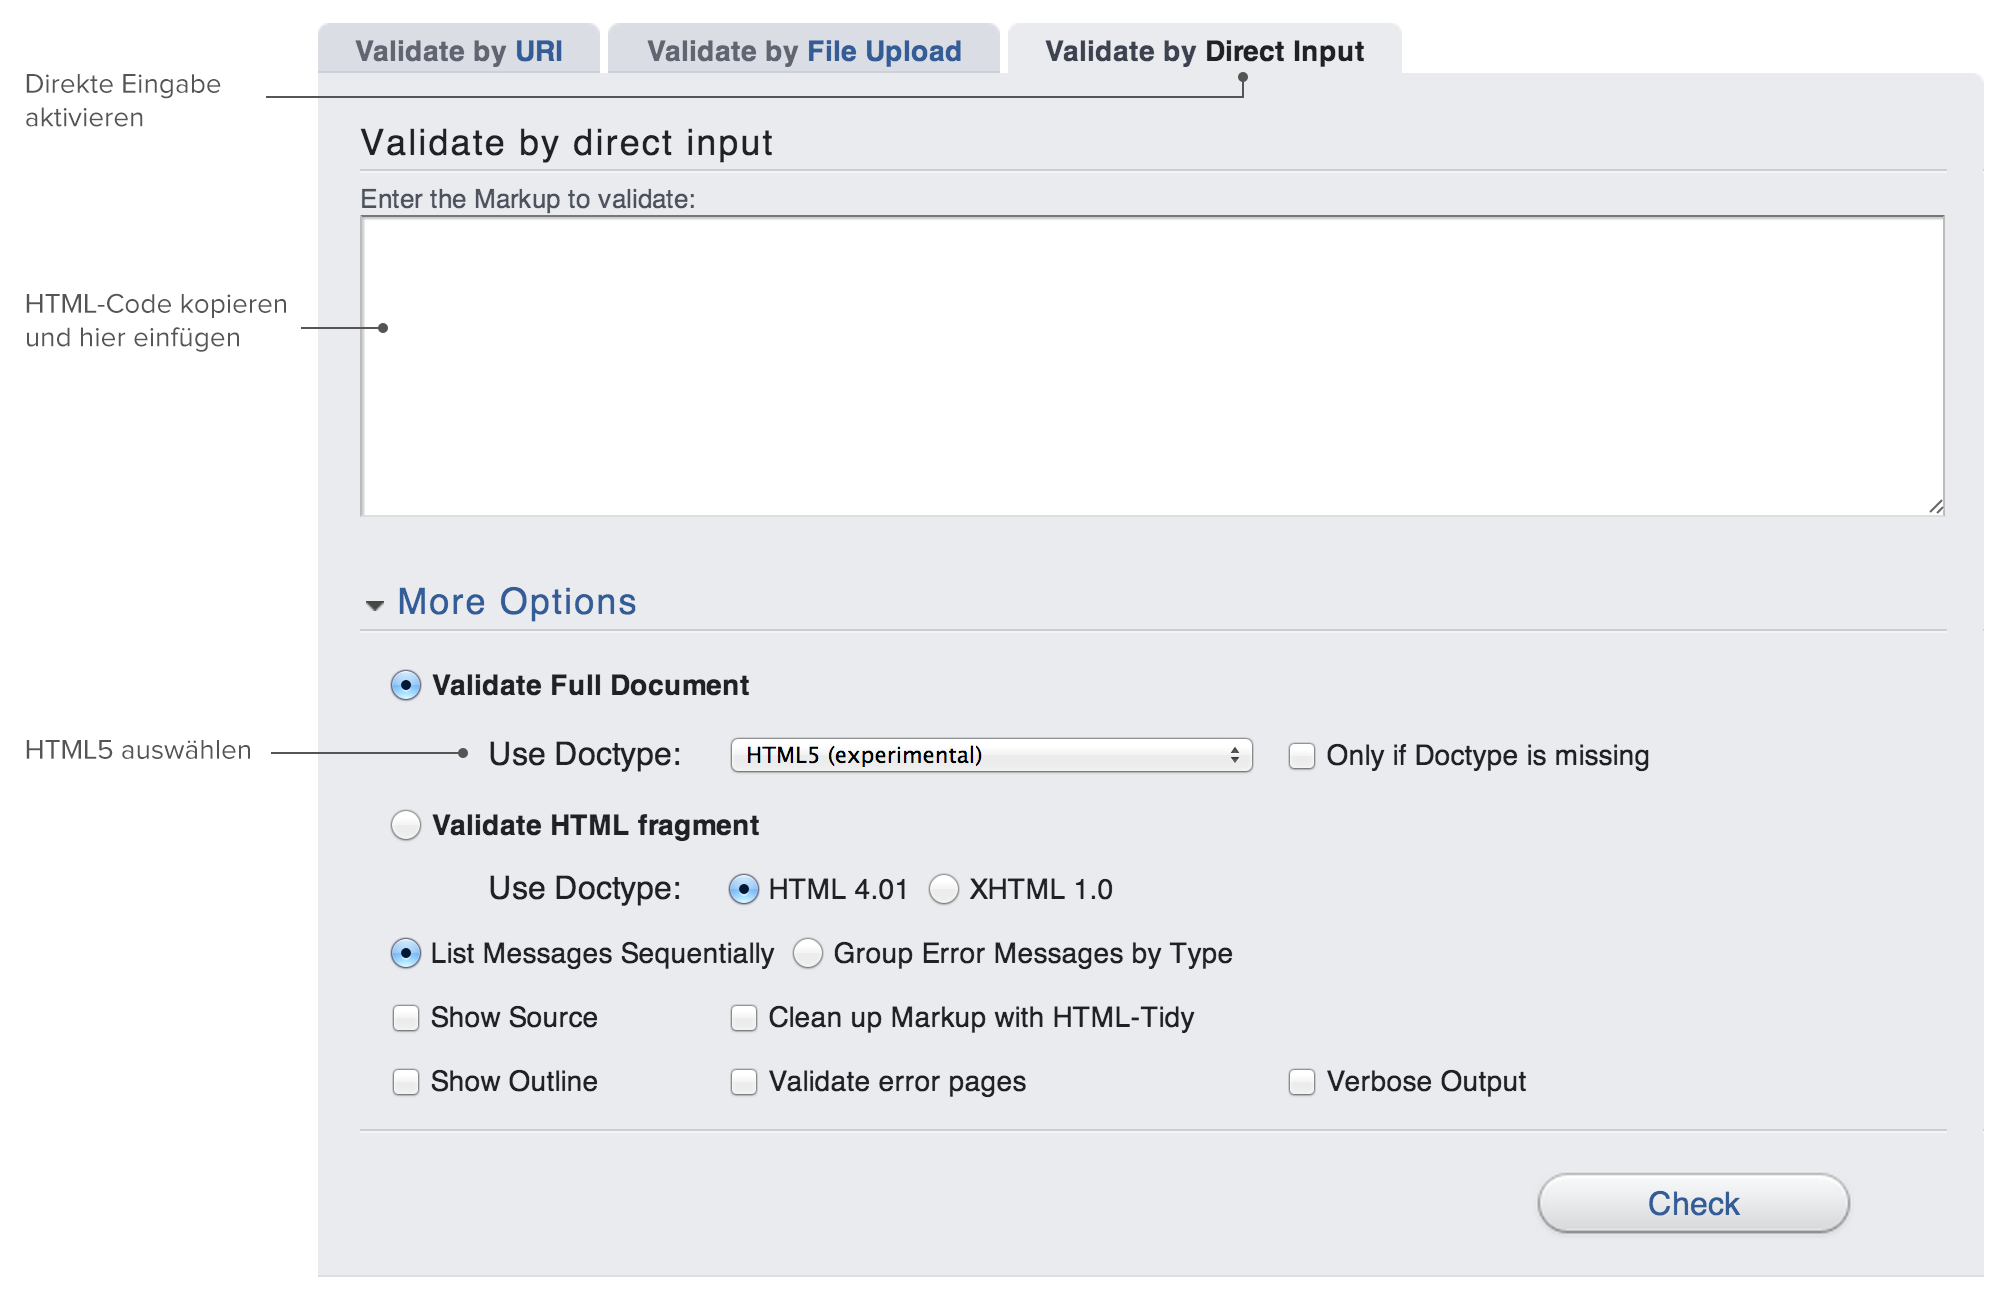 Validate by URI
Validate by File Upload
Validate by Direct Input
Direkte Eingabe
aktivieren
Validate by direct input
Enter the Markup to validate:
HTML-Code kopieren
und hier einfügen
More Options
Validate Full Document
HTML5 auswählen
Use Doctype: HTML5 (experimental) Only if Doctype is missing
Validate HTML fragment
Use Doctype: HTML 4.01 XHTML 1.0
List Messages Sequentially Group Error Messages by Type
Show Source Clean up Markup with HTML-Tidy
Show Outline Validate error pages Verbose Output
Check